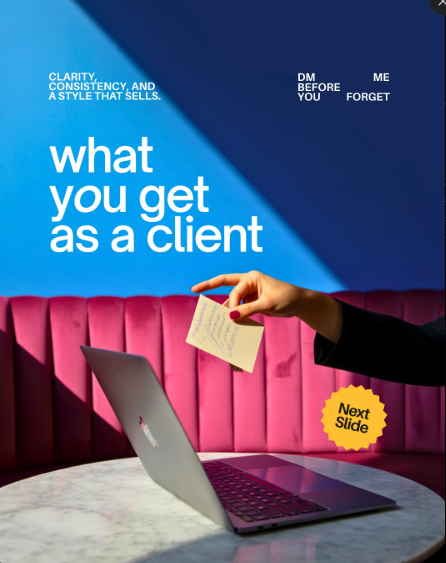 CLARITY,
CONSISTENCY, AND
A STYLE THAT SELLS.
DM ME
BEFORE
YOU FORGET
what
you get
as a client
Next
Slide